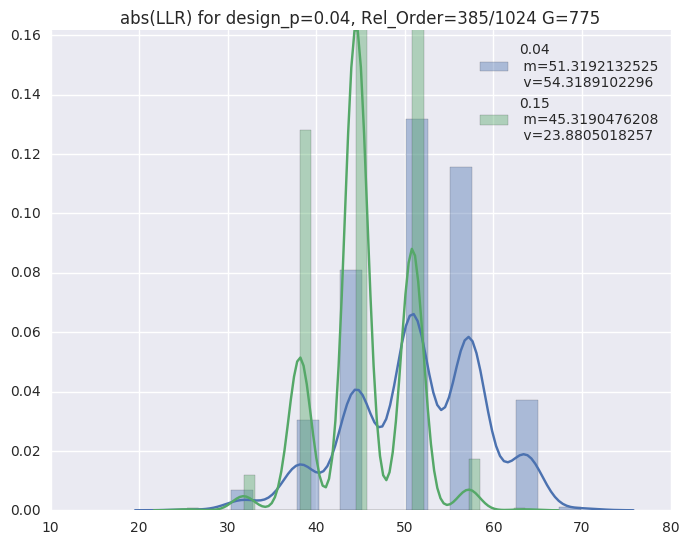 abs(LLR) for design_p=0.04, Rel_Order=385/1024 G=775
0.16
0.14
0.12
0.10
0.08
0.06
0.04
0.02
0.00
0.04
m=51.3192132525
v=54.3189102296
0.15
m=45.3190476208
v=23.8805018257
10 20 30 40 50 60 70 80